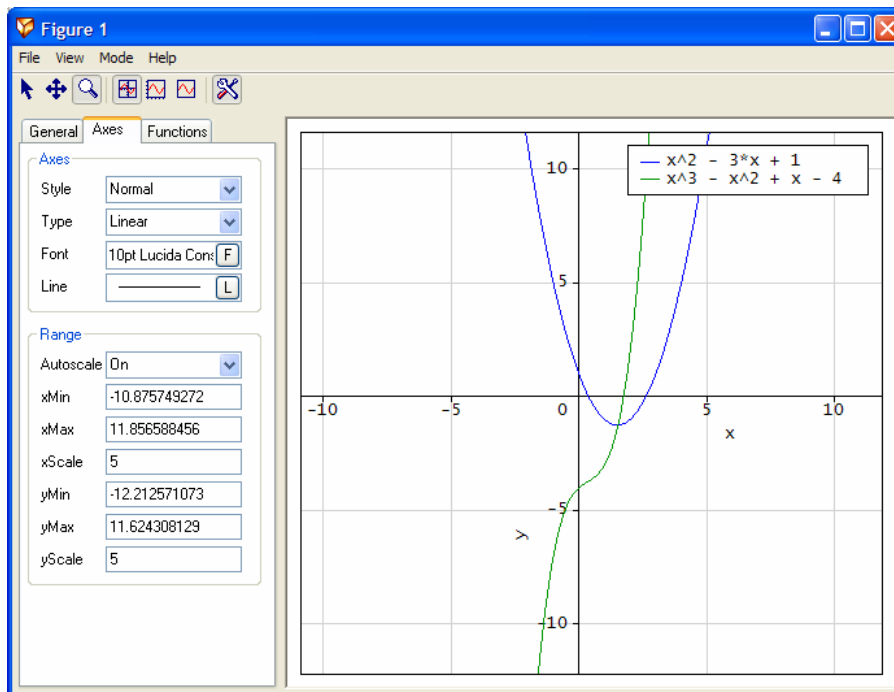 Figure 1
File View Mode Help
General Axes Functions
Axes
Style Normal
Type Linear
Font 10pt Lucida Cons F
Line L
Range
Autoscale On
xMin -10.875749272
xMax 11.856588456
xScale 5
yMin -12.212571073
yMax 11.624308129
yScale 5
x^2 - 3*x + 1
x^3 - x^2 + x - 4
10
5
-10 -5 0 5 10
x
-5
y
-10